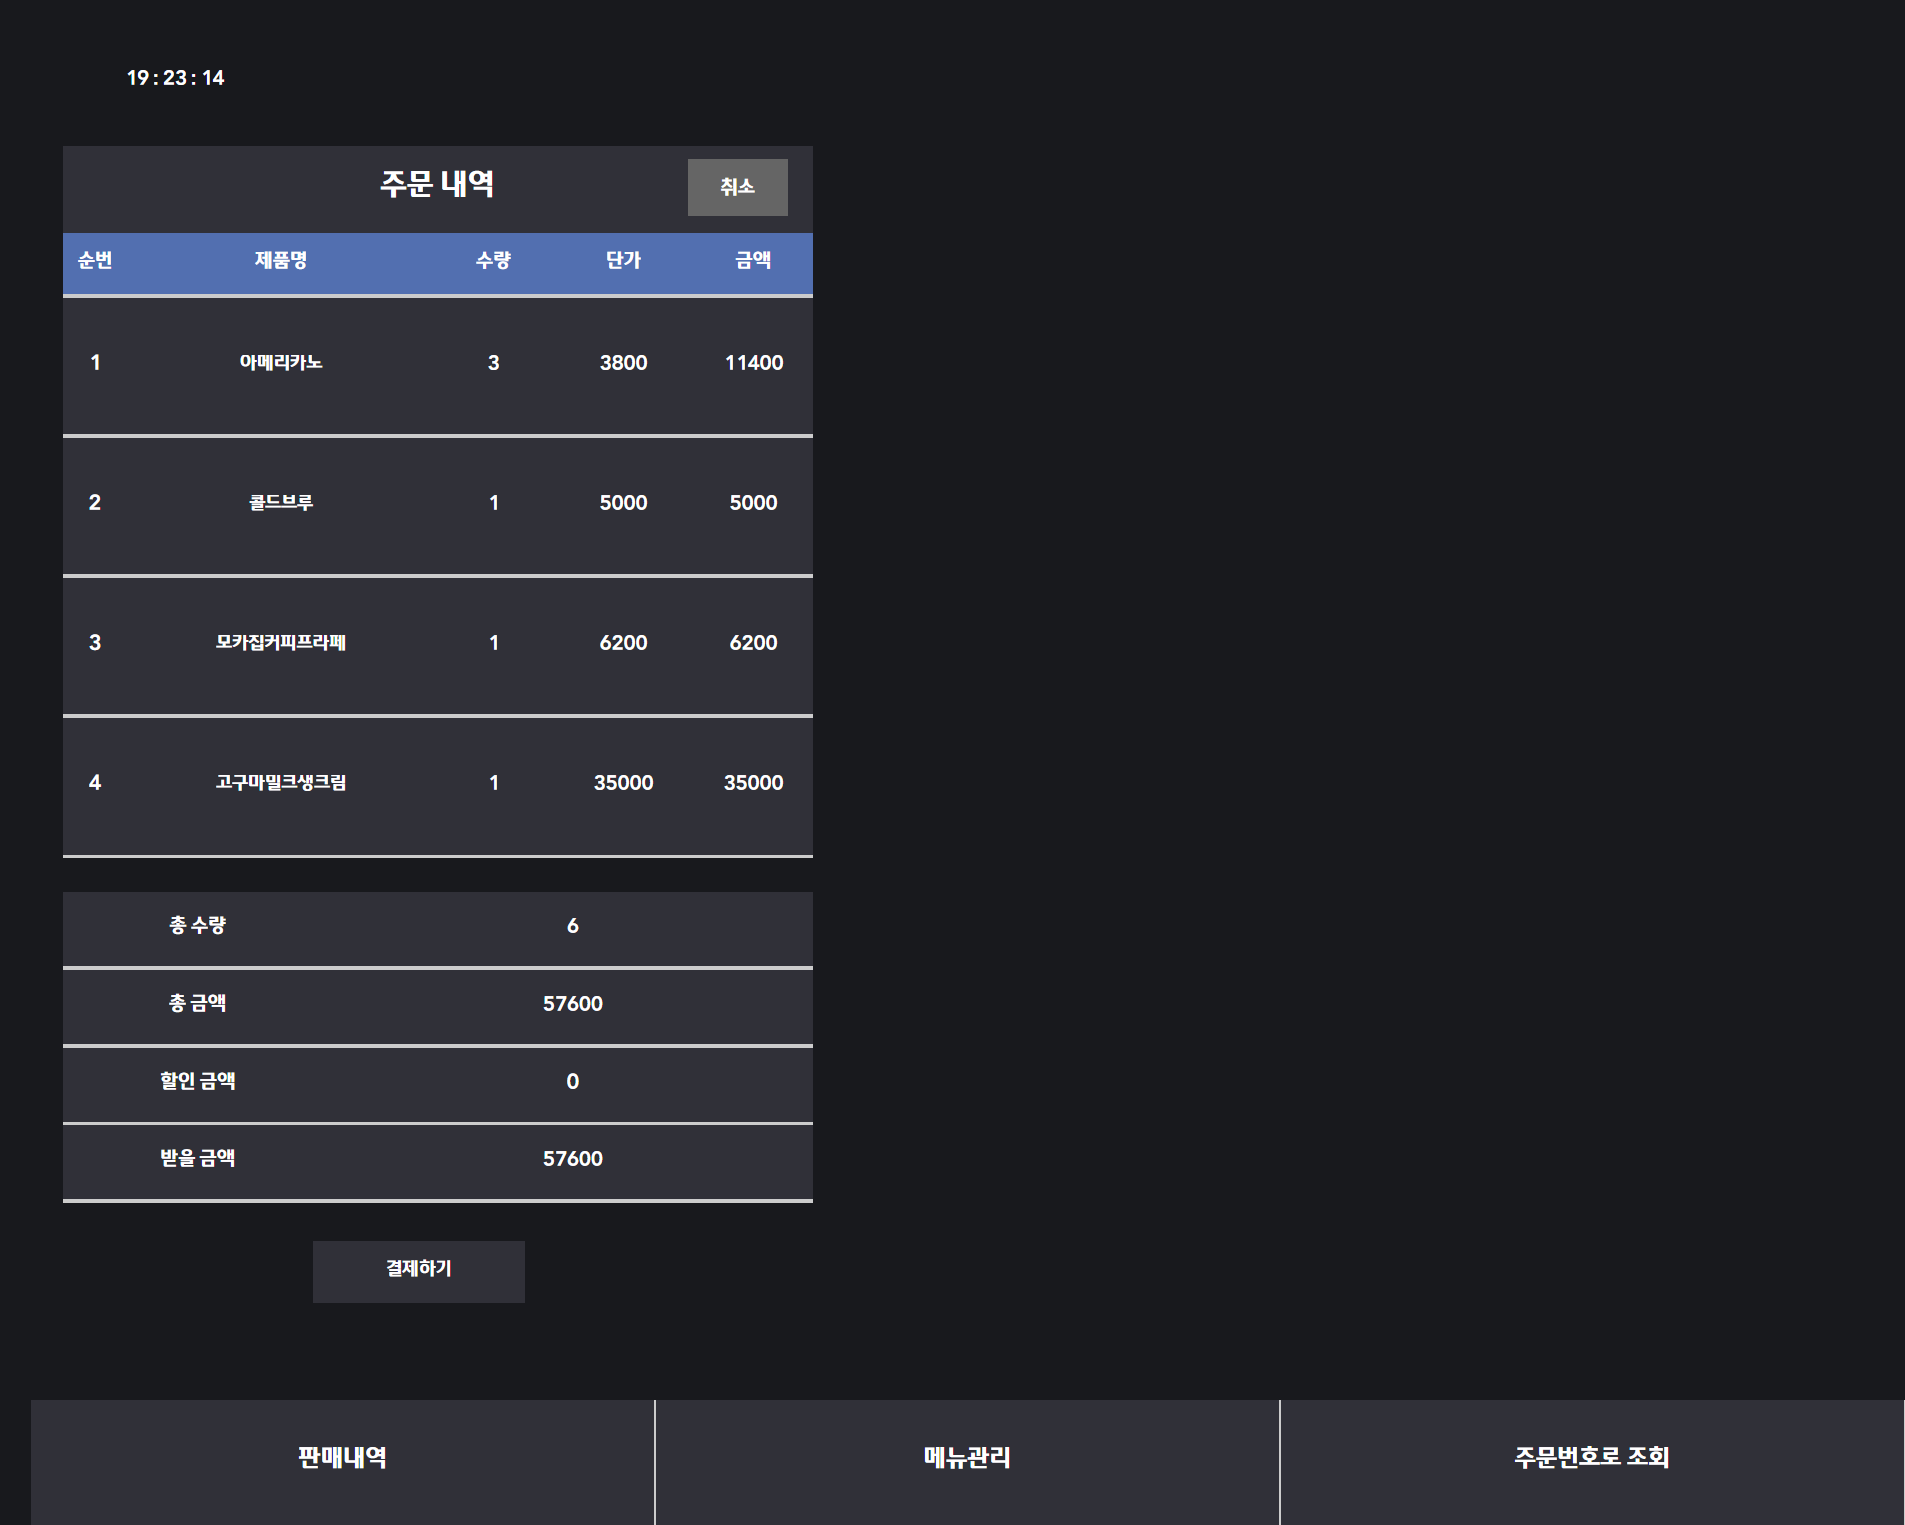 19 : 23 : 14
주문 내역 취소
순번 제품명 수량 단가 금액
1 아메리카노 3 3800 11400
2 콜드브루 1 5000 5000
3 모카집커피프라페 1 6200 6200
4 고구마밀크생크림 1 35000 35000
총 수량 6
총 금액 57600
할인 금액 0
받을 금액 57600
결제하기
판매내역 메뉴관리 주문번호로 조회